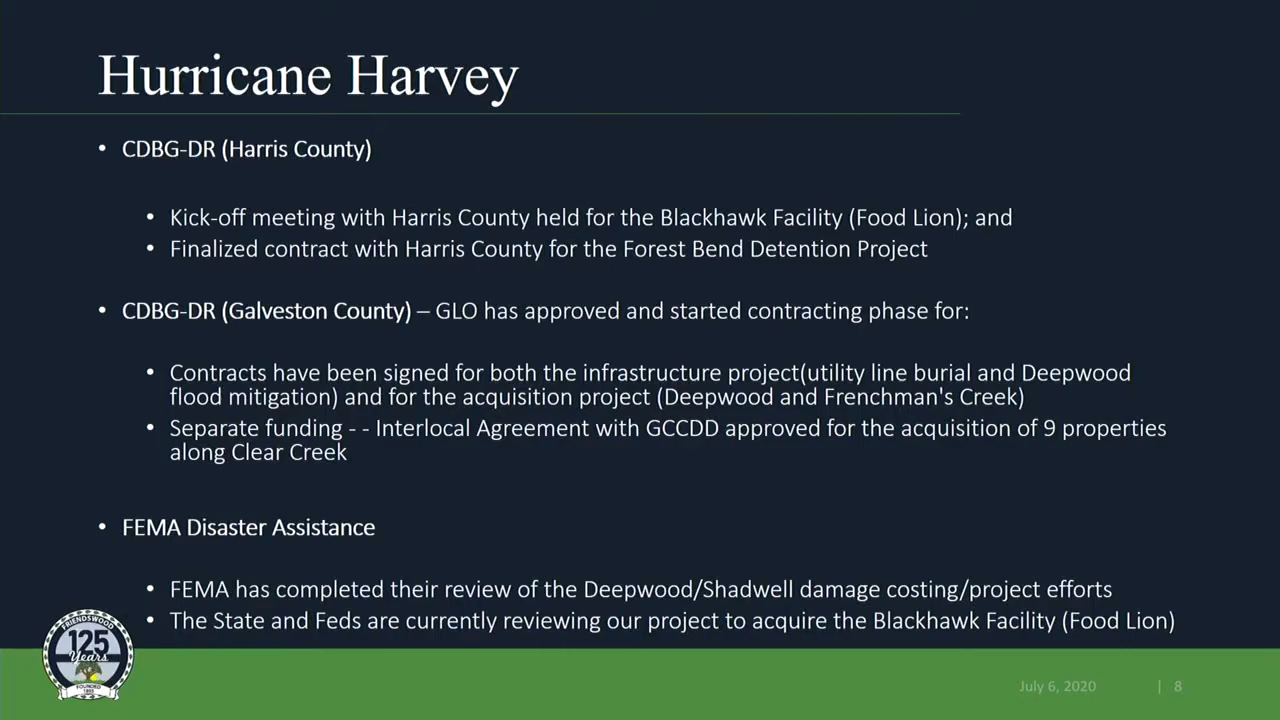 Hurricane Harvey
• CDBG-DR (Harris County)
• Kick-off meeting with Harris County held for the Blackhawk Facility (Food Lion); and
• Finalized contract with Harris County for the Forest Bend Detention Project
• CDBG-DR (Galveston County) – GLO has approved and started contracting phase for:
• Contracts have been signed for both the infrastructure project(utility line burial and Deepwood
flood mitigation) and for the acquisition project (Deepwood and Frenchman's Creek)
• Separate funding - - Interlocal Agreement with GCCDD approved for the acquisition of 9 properties
along Clear Creek
• FEMA Disaster Assistance
• FEMA has completed their review of the Deepwood/Shadwell damage costing/project efforts
• The State and Feds are currently reviewing our project to acquire the Blackhawk Facility (Food Lion)
FRIENDSWOOD
125
Years
FOUNDED
1895
July 6, 2020 | 8